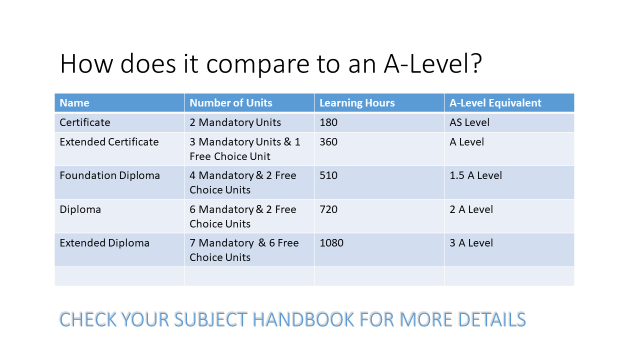 How does it compare to an A-Level?
Name Number of Units Learning Hours A-Level Equivalent
Certificate 2 Mandatory Units 180 AS Level
Extended Certificate 3 Mandatory Units & 1 360 A Level
Free Choice Unit
Foundation Diploma 4 Mandatory & 2 Free 510 1.5 A Level
Choice Units
Diploma 6 Mandatory & 2 Free 720 2 A Level
Choice Units
Extended Diploma 7 Mandatory & 6 Free 1080 3 A Level
Choice Units
CHECK YOUR SUBJECT HANDBOOK FOR MORE DETAILS